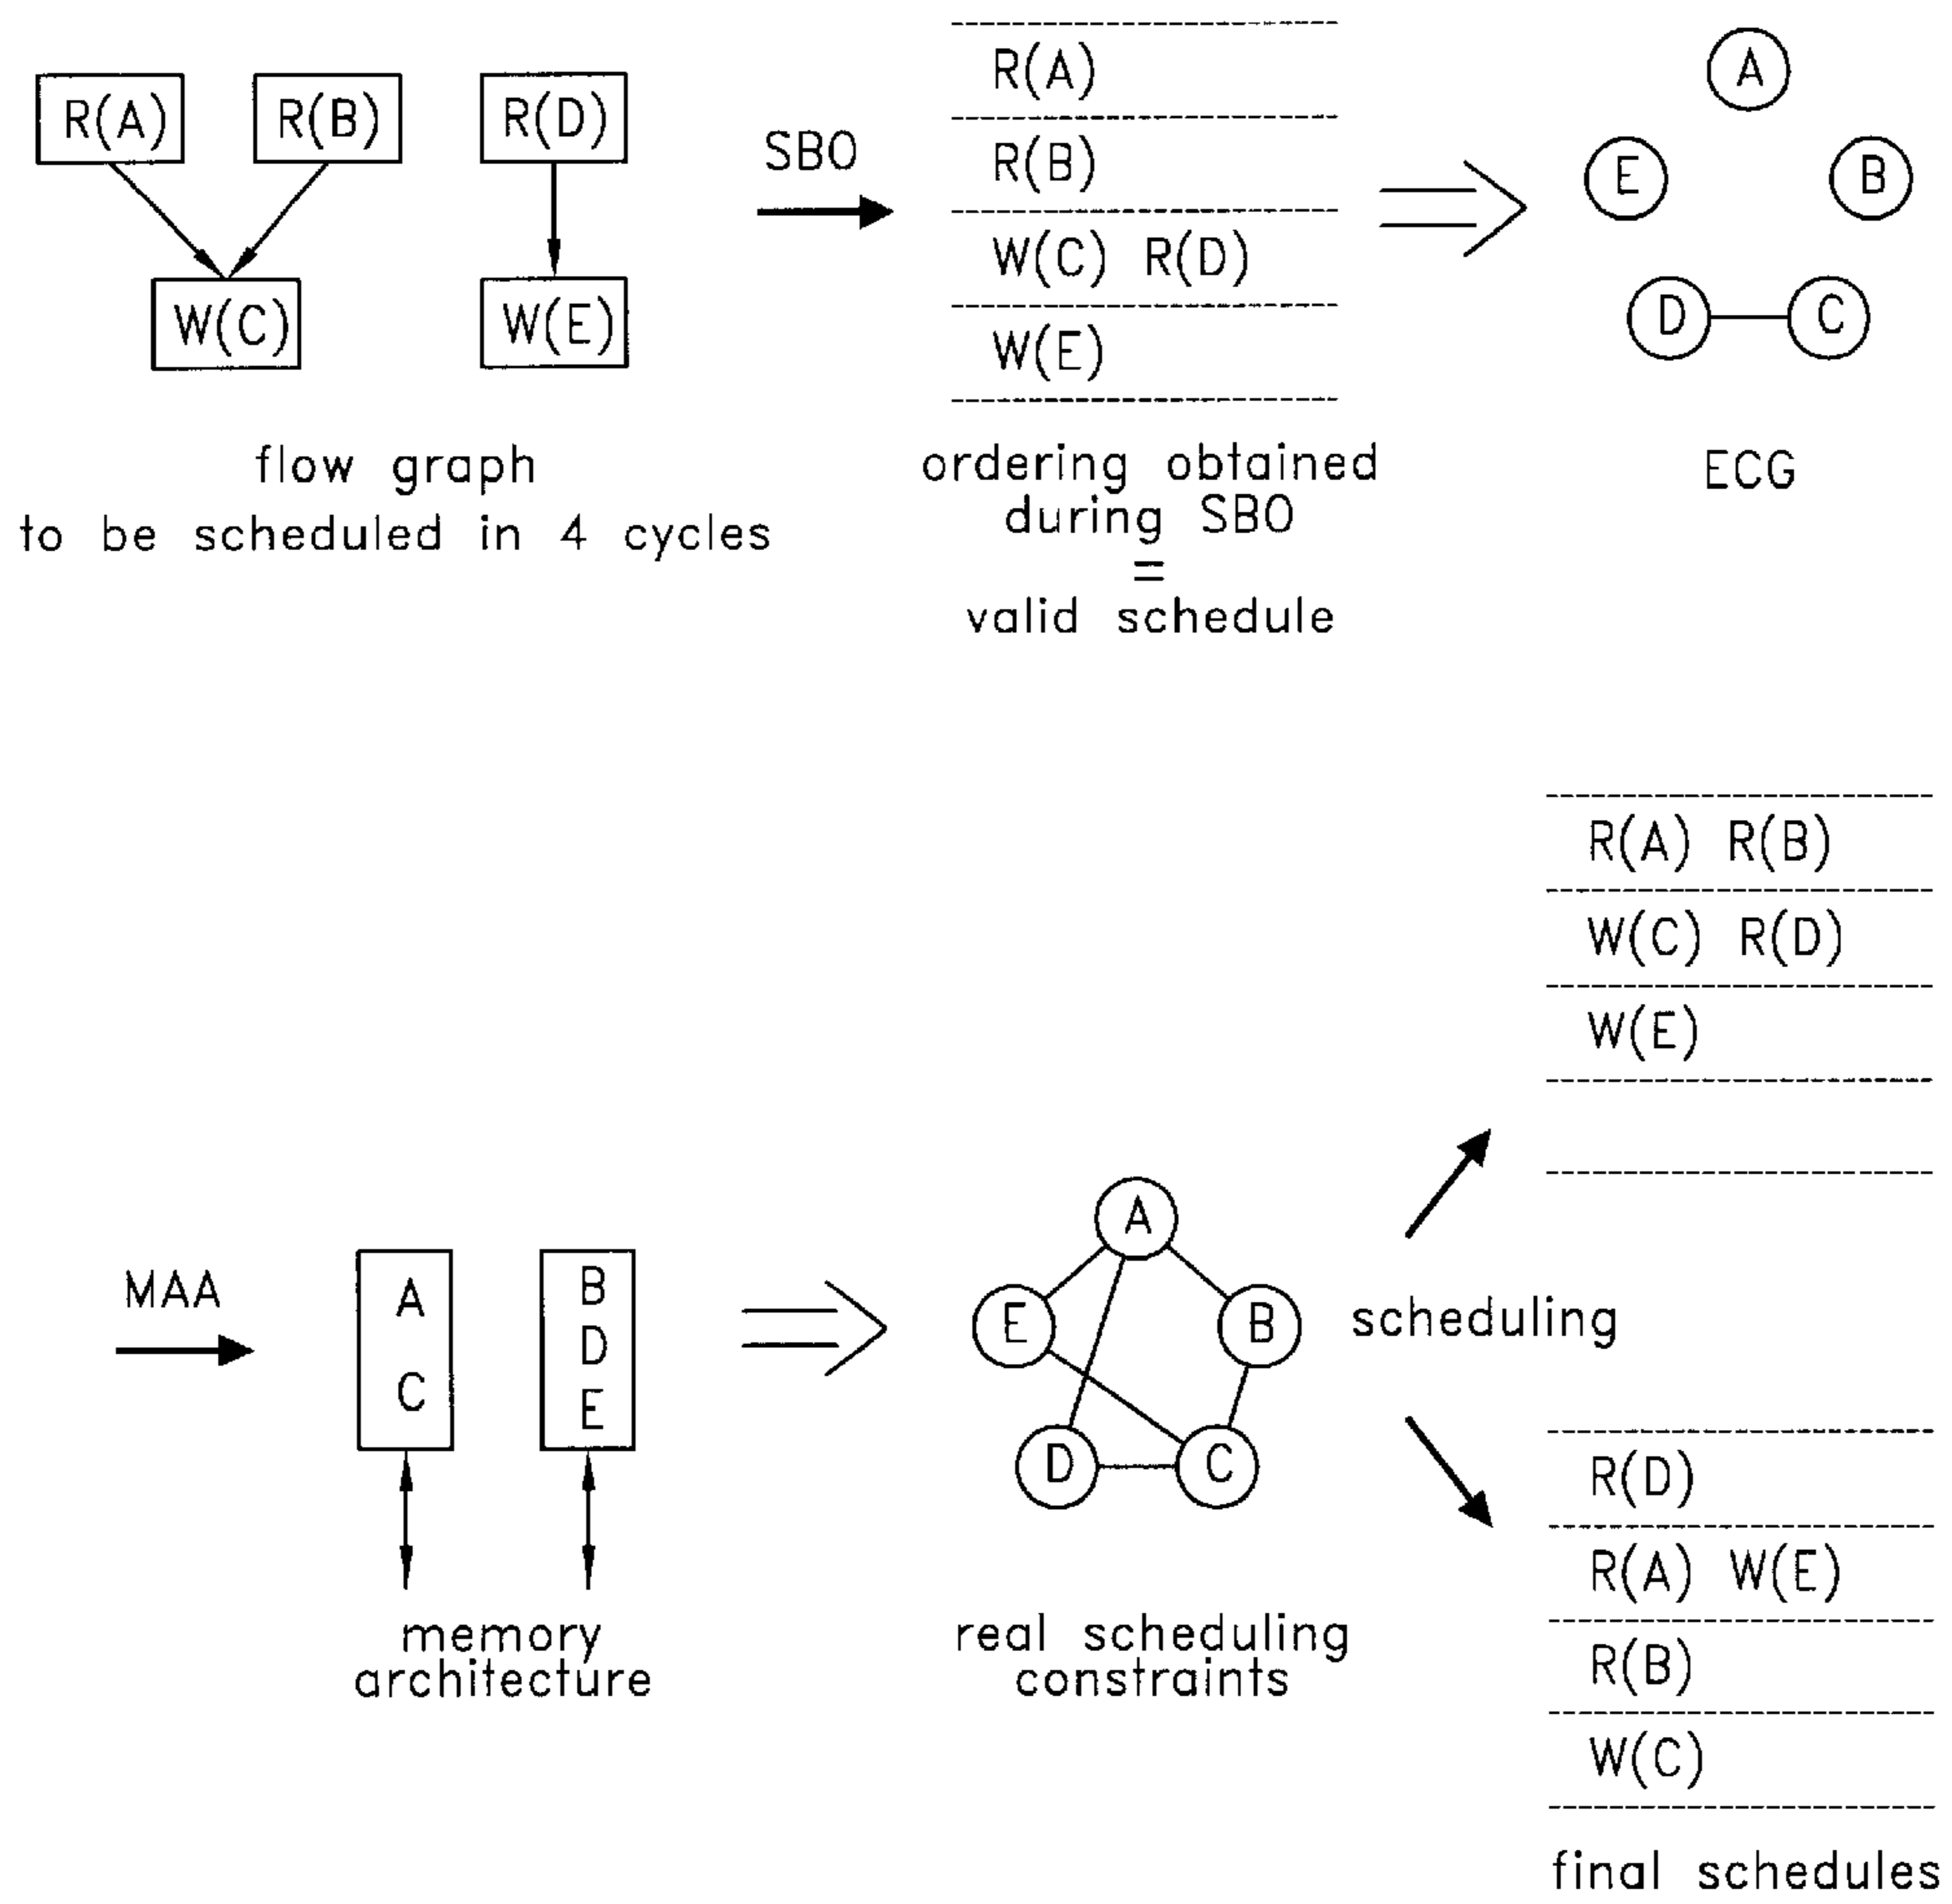 R(A) R(B) R(D)
W(C) W(E)
flow graph
to be scheduled in 4 cycles
SBO
R(A)
R(B)
W(C) R(D)
W(E)
ordering obtained
during SBO
=
valid schedule
A
E B
D C
ECG
MAA
A
C
B
D
E
memory
architecture
A
E B
D C
real scheduling
constraints
scheduling
R(A) R(B)
W(C) R(D)
W(E)
R(D)
R(A) W(E)
R(B)
W(C)
final schedules